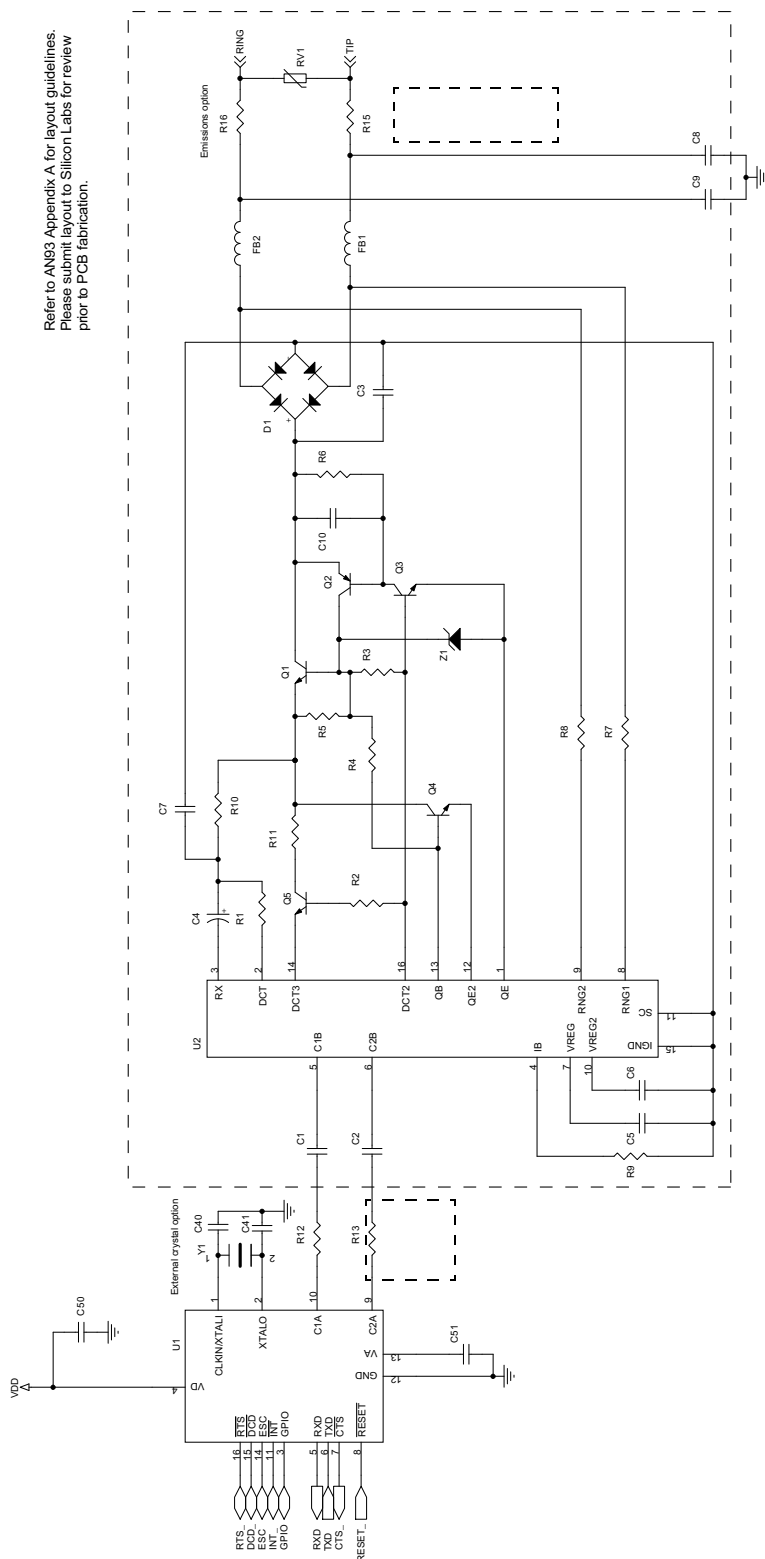 Refer to AN93 Appendix A for layout guidelines.
Please submit layout to Silicon Labs for review
prior to PCB fabrication.
VDD
C50
RTS_
DCD_
ESC
INT_
GPIO
RXD
TXD
CTS_
RESET_
16
15
14
11
3
5
6
7
8
U1
VD
4
RTS
DCD
ESC
INT
GPIO
RXD
TXD
CTS
RESET
CLKIN/XTALI
XTALO
C1A
C2A
VA
GND
1
2
10
9
13
12
C51
External crystal option
Y1
1
2
C40
C41
R12
R13
C1
C2
U2
C1B
C2B
5
6
IB
VREG
VREG2
4
7
10
R9
C5
C6
IGND
SC
15
11
RX
DCT
DCT3
DCT2
QB
QE2
QE
RNG2
RNG1
3
2
14
16
13
12
1
9
8
C4
+
R1
C7
R10
R11
Q5
R2
Q4
R4
R5
Q1
R3
Z1
Q2
Q3
C10
R6
D1
+
-
C3
R8
R7
FB2
FB1
Emissions option
R16
R15
RV1
RING
TIP
C9
C8